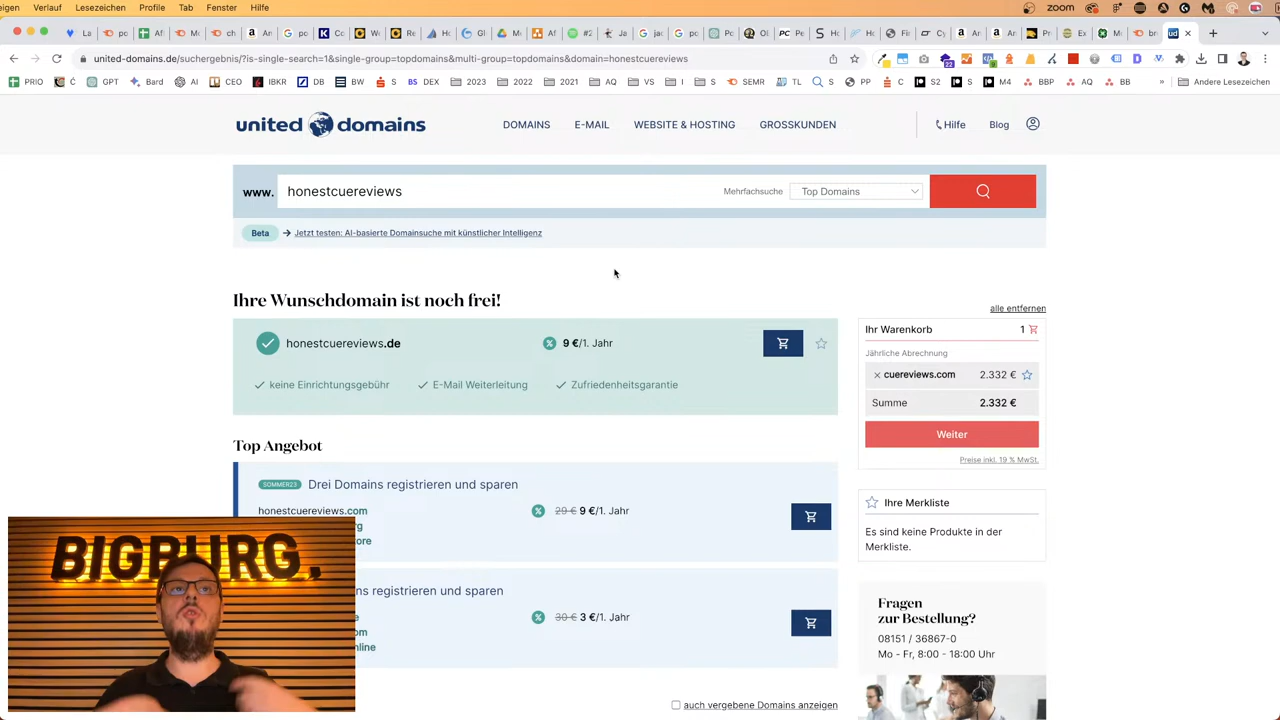 eigen Verlauf Lesezeichen Profile Tab Fenster Hilfe
zoom
united-domains.de/suchergebnis/?single-search=1&single-group=topdomains&multi-group=topdomains&domain=honestcuereviews
PRIO GPT Bard AI CEO IBKR DB BW S DEX 2023 2022 2021 AQ VS I S SEMR TL S PP C S2 S M4 BBP AQ BB » Andere Lesezeichen
united domains
DOMAINS E-MAIL WEBSITE & HOSTING GROSSKUNDEN
Hilfe Blog
www. honestcuereviews Mehrfachsuche Top Domains
Beta → Jetzt testen: AI-basierte Domainsuche mit künstlicher Intelligenz
Ihre Wunschdomain ist noch frei!
honestcuereviews.de 9 €/1. Jahr
keine Einrichtungsgebühr E-Mail Weiterleitung Zufriedenheitsgarantie
Top Angebot
SOMMER23 Drei Domains registrieren und sparen
honestcuereviews.com 29 € 9 €/1. Jahr
rg
ore
ns registrieren und sparen
e 30 € 3 €/1. Jahr
om
nline
auch vergebene Domains anzeigen
alle entfernen
Ihr Warenkorb 1
Jährliche Abrechnung
× cuereviews.com 2.332 €
Summe 2.332 €
Weiter
Preise inkl. 19 % MwSt.
Ihre Merkliste
Es sind keine Produkte in der
Merkliste.
Fragen
zur Bestellung?
08151 / 36867-0
Mo - Fr, 8:00 - 18:00 Uhr
BIGBURG.